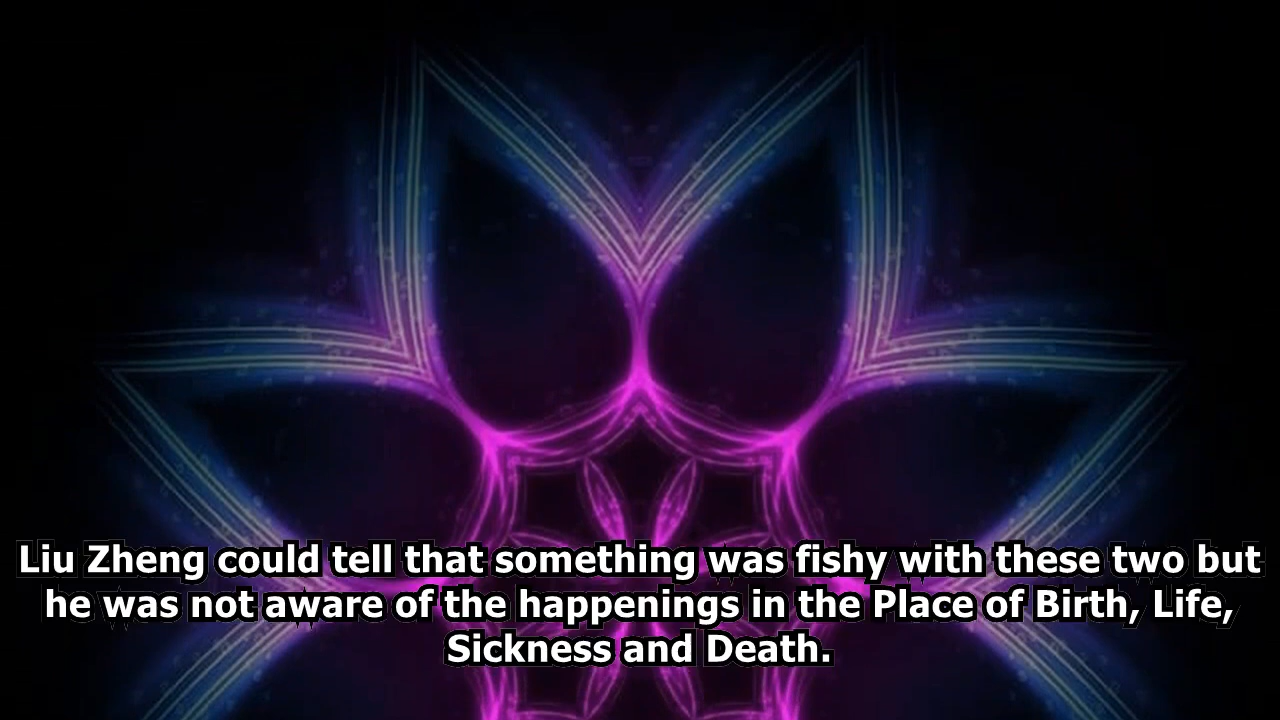 Liu Zheng could tell that something was fishy with these two but
he was not aware of the happenings in the Place of Birth, Life,
Sickness and Death.